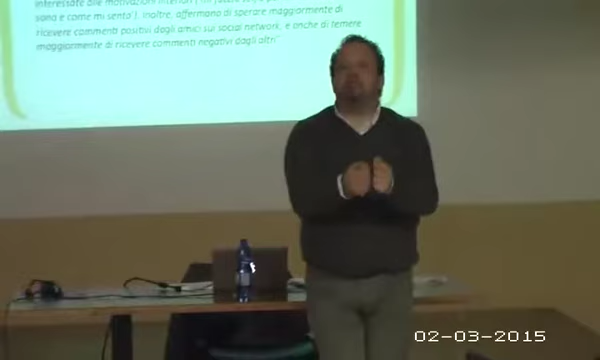 interessate alle motivazioni interiori
sono e come mi sento"). Inoltre, affermano di sperare maggiormente di
ricevere commenti positivi dagli amici sui social network, e anche di temere
maggiormente di ricevere commenti negativi dagli altri"
02-03-2015